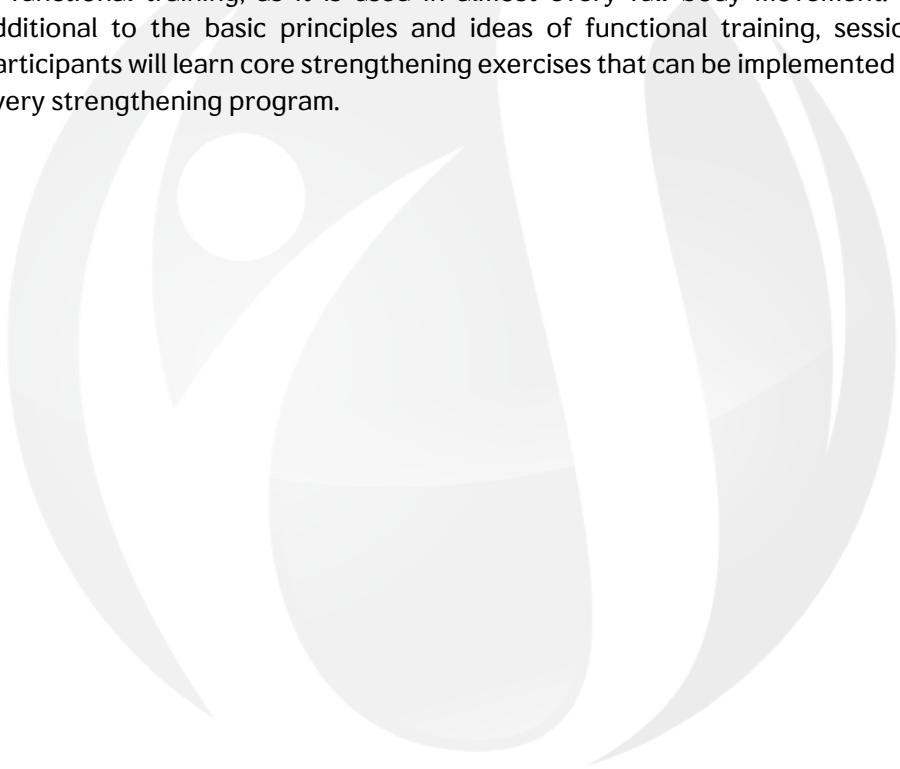 functional training, as it is used in almost every full body movement.
dditional to the basic principles and ideas of functional training, sessio
articipants will learn core strengthening exercises that can be implemented
very strengthening program.